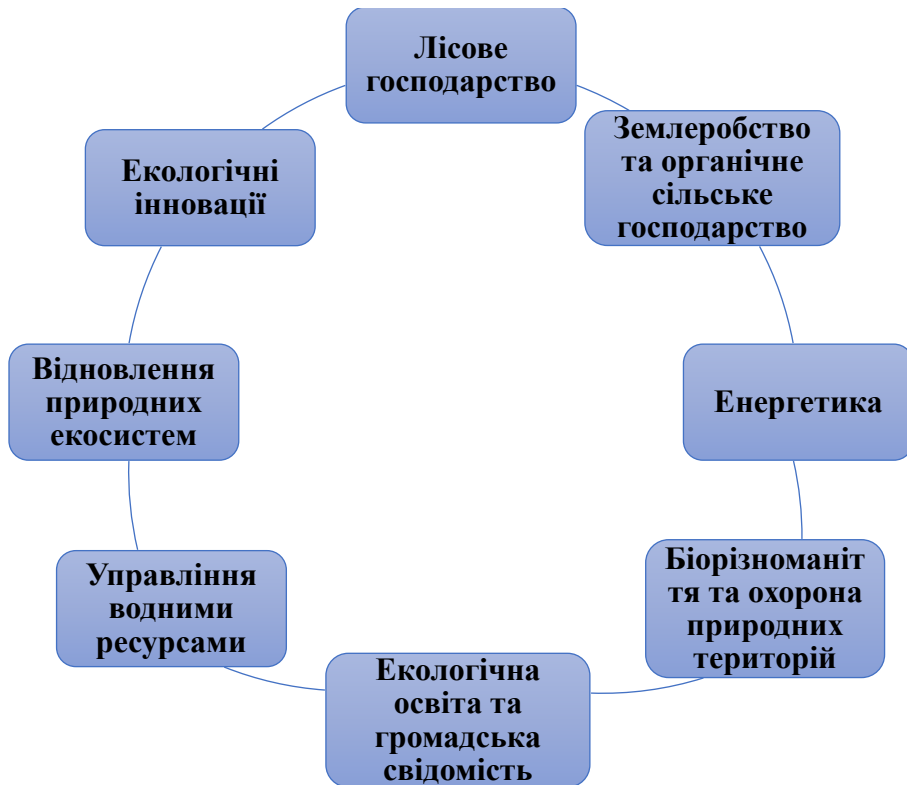 Лісове
господарство
Землеробство
та органічне
сільське
господарство
Енергетика
Біорізноманіт
тя та охорона
природних
територій
Екологічна
освіта та
громадська
свідомість
Управління
водними
ресурсами
Відновлення
природних
екосистем
Екологічні
інновації